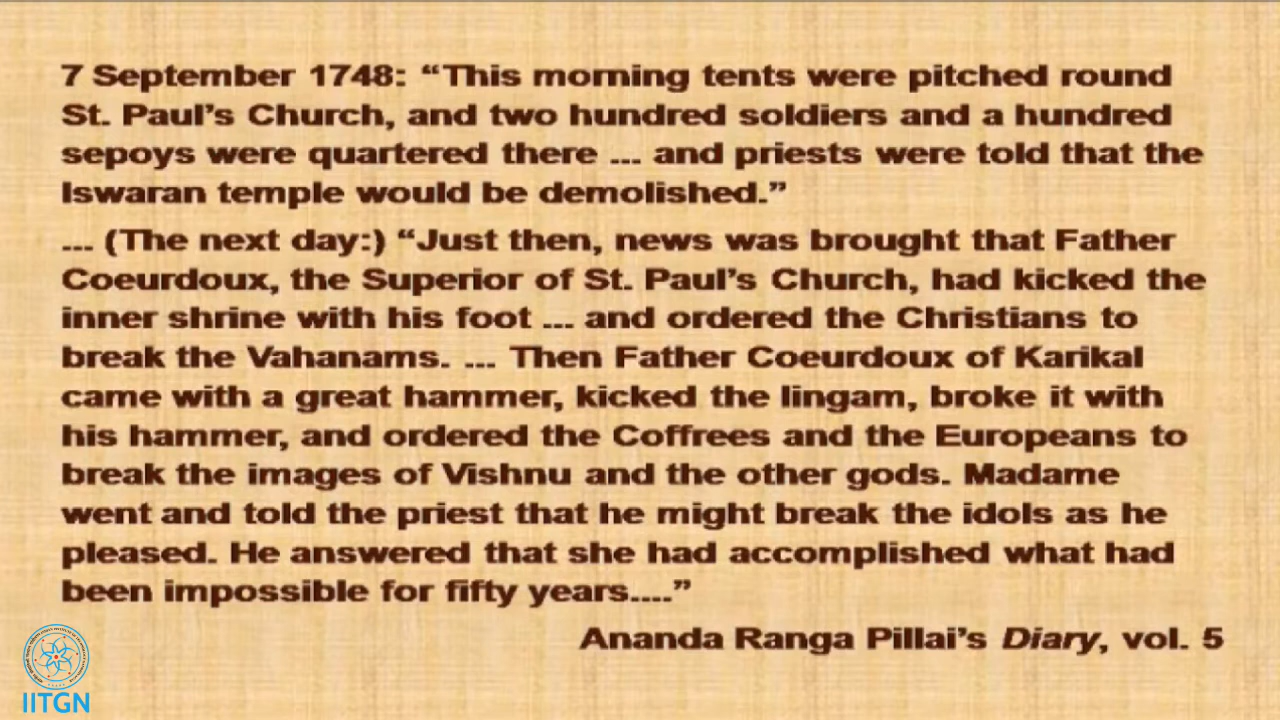 7 September 1748: “This morning tents were pitched round
St. Paul’s Church, and two hundred soldiers and a hundred
sepoys were quartered there ... and priests were told that the
Iswaran temple would be demolished.”
... (The next day:) “Just then, news was brought that Father
Coeurdoux, the Superior of St. Paul’s Church, had kicked the
inner shrine with his foot ... and ordered the Christians to
break the Vahanams. ... Then Father Coeurdoux of Karikal
came with a great hammer, kicked the lingam, broke it with
his hammer, and ordered the Coffrees and the Europeans to
break the images of Vishnu and the other gods. Madame
went and told the priest that he might break the idols as he
pleased. He answered that she had accomplished what had
been impossible for fifty years....”
Ananda Ranga Pillai’s Diary, vol. 5
IITGN